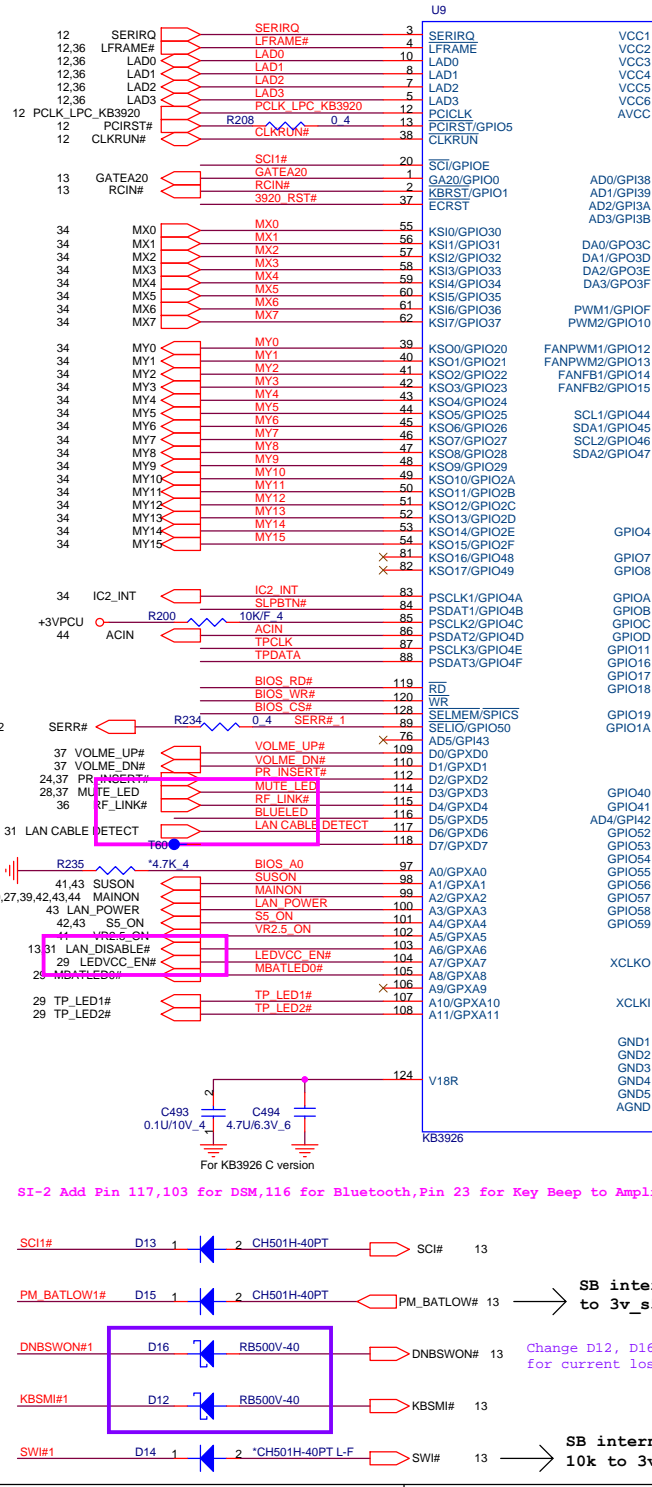 U9
12 SERIRQ SERIRQ 3 SERIRQ VCC1
12,36 LFRAME# LFRAME# 4 LFRAME VCC2
12,36 LAD0 LAD0 10 LAD0 VCC3
12,36 LAD1 LAD1 8 LAD1 VCC4
12,36 LAD2 LAD2 7 LAD2 VCC5
12,36 LAD3 LAD3 5 LAD3 VCC6
12 PCLK_LPC_KB3920 PCLK_LPC_KB3920 12 PCICLK AVCC
12 PCIRST# R208 0_4 13 PCIRST/GPIO5
12 CLKRUN# CLKRUN# 38 CLKRUN
SCI1# 20 SCI/GPIOE
13 GATEA20 GATEA20 1 GA20/GPIO0 AD0/GPI38
13 RCIN# RCIN# 2 KBRST/GPIO1 AD1/GPI39
3920_RST# 37 ECRST AD2/GPI3A
AD3/GPI3B
34 MX0 MX0 55 KSI0/GPIO30
34 MX1 MX1 56 KSI1/GPIO31 DA0/GPO3C
34 MX2 MX2 57 KSI2/GPIO32 DA1/GPO3D
34 MX3 MX3 58 KSI3/GPIO33 DA2/GPO3E
34 MX4 MX4 59 KSI4/GPIO34 DA3/GPO3F
34 MX5 MX5 60 KSI5/GPIO35
34 MX6 MX6 61 KSI6/GPIO36 PWM1/GPIOF
34 MX7 MX7 62 KSI7/GPIO37 PWM2/GPIO10
34 MY0 MY0 39 KSO0/GPIO20 FANPWM1/GPIO12
34 MY1 MY1 40 KSO1/GPIO21 FANPWM2/GPIO13
34 MY2 MY2 41 KSO2/GPIO22 FANFB1/GPIO14
34 MY3 MY3 42 KSO3/GPIO23 FANFB2/GPIO15
34 MY4 MY4 43 KSO4/GPIO24
34 MY5 MY5 44 KSO5/GPIO25 SCL1/GPIO44
34 MY6 MY6 45 KSO6/GPIO26 SDA1/GPIO45
34 MY7 MY7 46 KSO7/GPIO27 SCL2/GPIO46
34 MY8 MY8 47 KSO8/GPIO28 SDA2/GPIO47
34 MY9 MY9 48 KSO9/GPIO29
34 MY10 MY10 49 KSO10/GPIO2A
34 MY11 MY11 50 KSO11/GPIO2B
34 MY12 MY12 51 KSO12/GPIO2C
34 MY13 MY13 52 KSO13/GPIO2D
34 MY14 MY14 53 KSO14/GPIO2E GPIO4
34 MY15 MY15 54 KSO15/GPIO2F
81 KSO16/GPIO48 GPIO7
82 KSO17/GPIO49 GPIO8
34 IC2_INT IC2_INT 83 PSCLK1/GPIO4A GPIOA
SLPBTN# 84 PSDAT1/GPIO4B GPIOB
+3VPCU R200 10K/F_4 85 PSCLK2/GPIO4C GPIOC
44 ACIN ACIN 86 PSDAT2/GPIO4D GPIOD
TPCLK 87 PSCLK3/GPIO4E GPIO11
TPDATA 88 PSDAT3/GPIO4F GPIO16
GPIO17
BIOS_RD# 119 RD GPIO18
BIOS_WR# 120 WR
BIOS_CS# 128 SELMEM/SPICS GPIO19
2 SERR# R234 0_4 SERR#_1 89 SELIO/GPIO50 GPIO1A
76 AD5/GPI43
37 VOLME_UP# VOLME_UP# 109 D0/GPXD0
37 VOLME_DN# VOLME_DN# 110 D1/GPXD1
24,37 PR_INSERT# PR_INSERT# 112 D2/GPXD2
28,37 MUTE_LED MUTE_LED 114 D3/GPXD3 GPIO40
36 RF_LINK# RF_LINK# 115 D4/GPXD4 GPIO41
BLUELED 116 D5/GPXD5 AD4/GPI42
31 LAN CABLE DETECT LAN CABLE DETECT 117 D6/GPXD6 GPIO52
T60 118 D7/GPXD7 GPIO53
GPIO54
R235 *4.7K_4 BIOS_A0 97 A0/GPXA0 GPIO55
41,43 SUSON SUSON 98 A1/GPXA1 GPIO56
,27,39,42,43,44 MAINON MAINON 99 A2/GPXA2 GPIO57
43 LAN_POWER LAN_POWER 100 A3/GPXA3 GPIO58
42,43 S5_ON S5_ON 101 A4/GPXA4 GPIO59
41 VR2.5_ON VR2.5_ON 102 A5/GPXA5
13,31 LAN_DISABLE# 103 A6/GPXA6
29 LEDVCC_EN# LEDVCC_EN# 104 A7/GPXA7 XCLKO
29 MBATLED0# MBATLED0# 105 A8/GPXA8
106 A9/GPXA9
29 TP_LED1# TP_LED1# 107 A10/GPXA10 XCLKI
29 TP_LED2# TP_LED2# 108 A11/GPXA11
GND1
GND2
GND3
124 V18R GND4
GND5
AGND
2
C493 C494
0.1U/10V_4 4.7U/6.3V_6
1
KB3926
For KB3926 C version
SI-2 Add Pin 117,103 for DSM,116 for Bluetooth,Pin 23 for Key Beep to Ampli
SCI1# D13 1 2 CH501H-40PT SCI# 13
PM_BATLOW1# D15 1 2 CH501H-40PT PM_BATLOW# 13
SB inte
to 3v_s
DNBSWON#1 D16 RB500V-40 DNBSWON# 13
Change D12, D16
for current los
KBSMI#1 D12 RB500V-40 KBSMI# 13
SWI#1 D14 1 2 *CH501H-40PT L-F SWI# 13
SB intern
10k to 3v